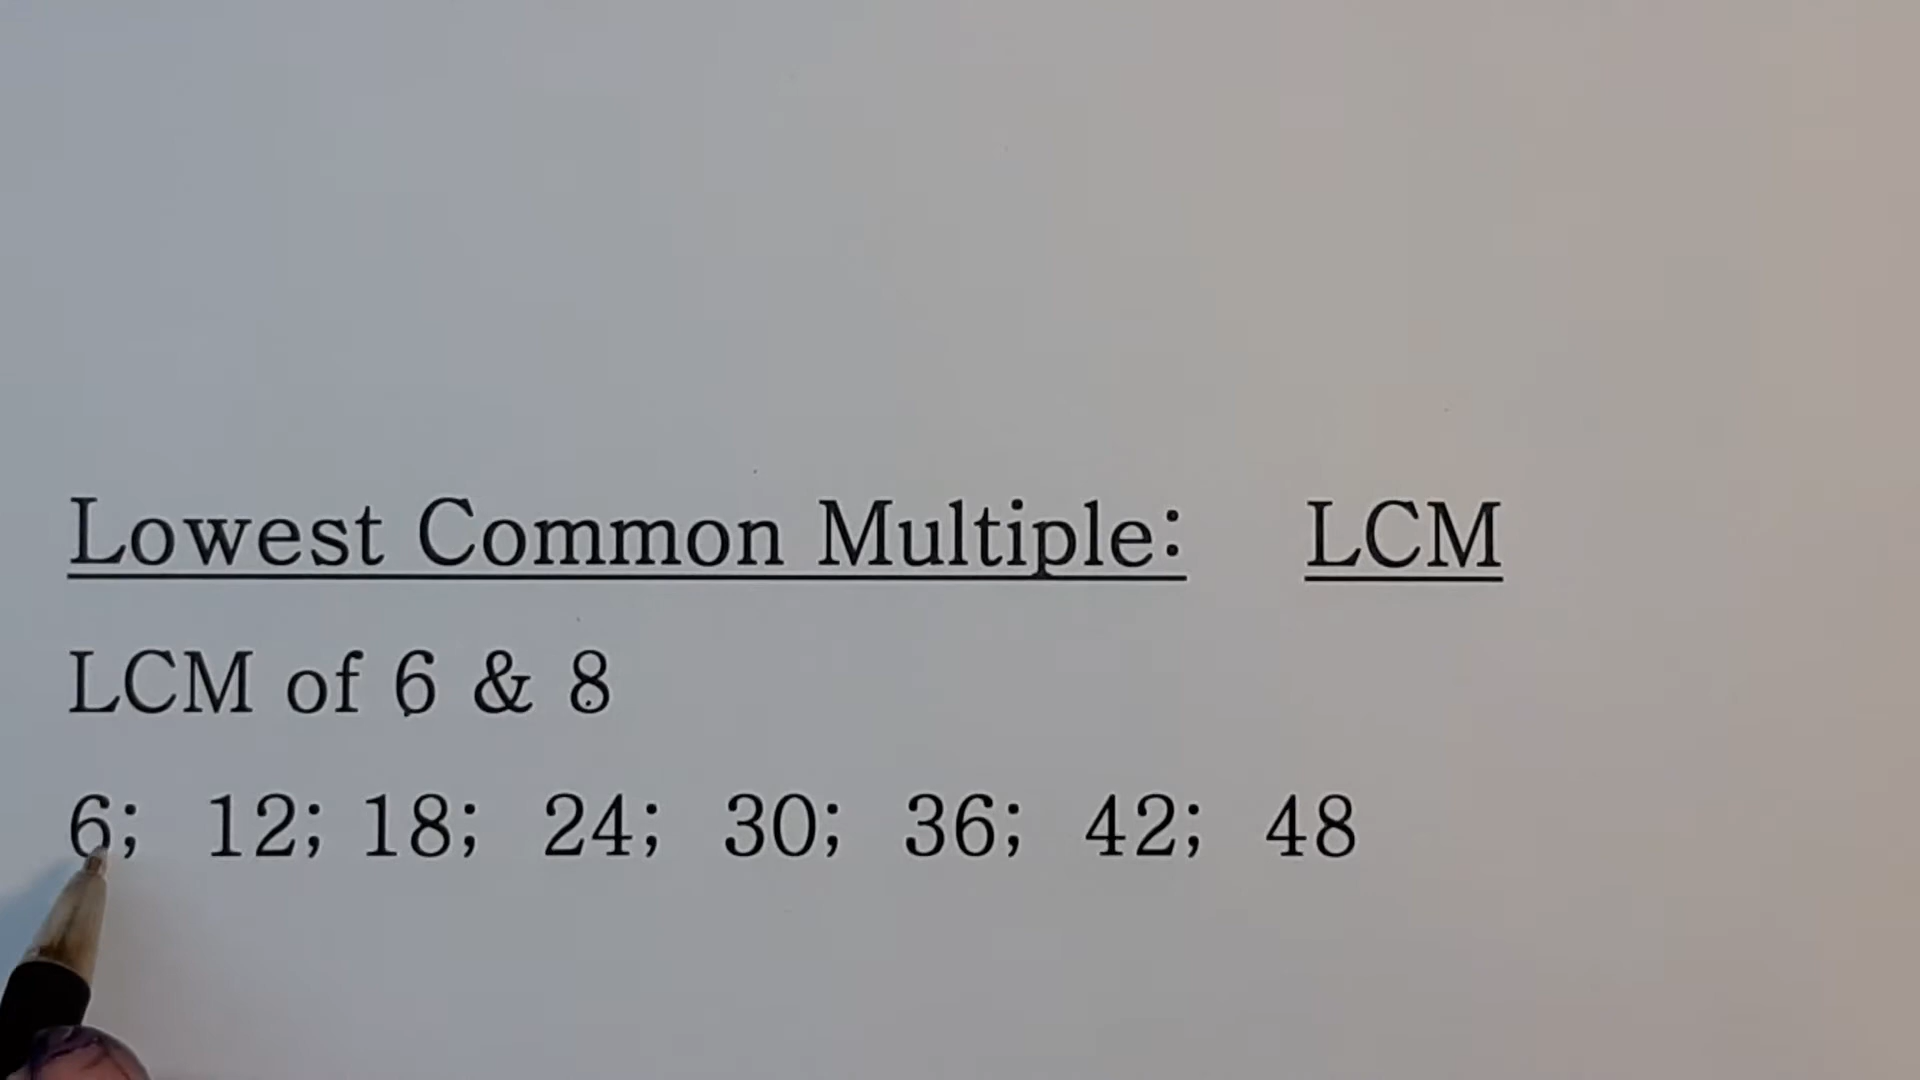 Lowest Common Multiple: LCM
LCM of 6 & 8
6; 12; 18; 24; 30; 36; 42; 48